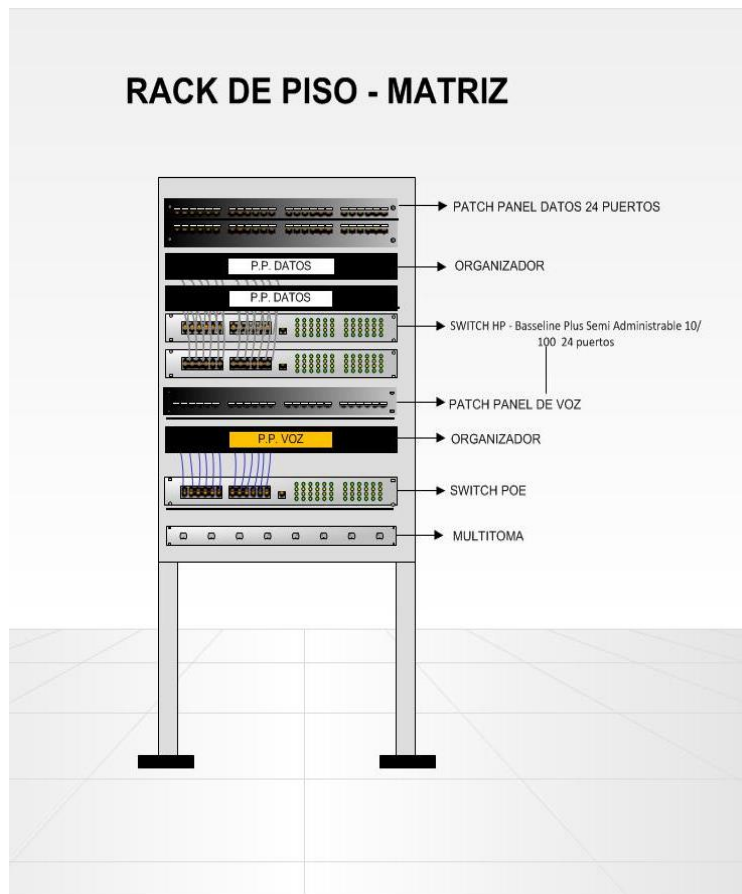 RACK DE PISO - MATRIZ
PATCH PANEL DATOS 24 PUERTOS
P.P. DATOS
ORGANIZADOR
P.P. DATOS
SWITCH HP - Basseline Plus Semi Administrable 10/
100 24 puertos
PATCH PANEL DE VOZ
P.P. VOZ
ORGANIZADOR
SWITCH POE
MULTITOMA